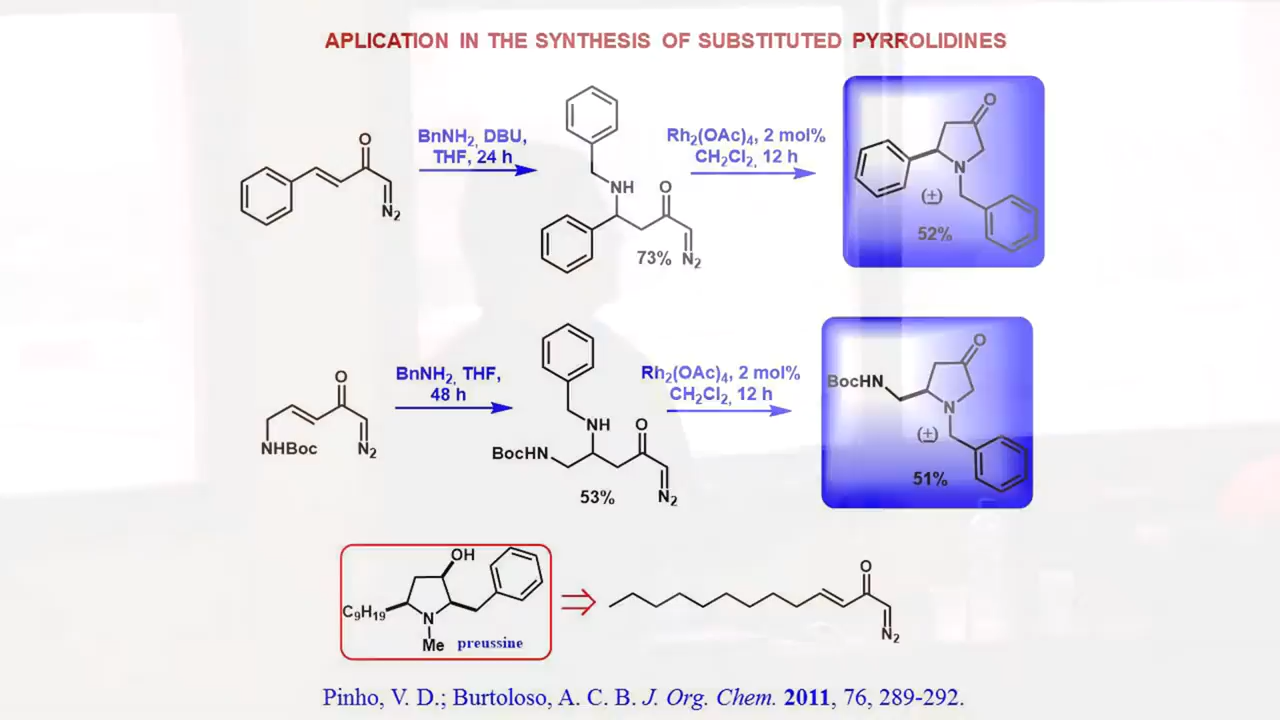 APLICATION IN THE SYNTHESIS OF SUBSTITUTED PYRROLIDINES
O
N₂
BnNH₂, DBU,
THF, 24 h
NH
O
N₂
73%
Rh₂(OAc)₄, 2 mol%
CH₂Cl₂, 12 h
O
N
(±)
52%
O
NHBoc
N₂
BnNH₂, THF,
48 h
NH
O
BocHN
N₂
53%
Rh₂(OAc)₄, 2 mol%
CH₂Cl₂, 12 h
O
BocHN
N
(±)
51%
OH
C₉H₁₉
N
Me
preussine
O
N₂
Pinho, V. D.; Burtoloso, A. C. B. J. Org. Chem. 2011, 76, 289-292.